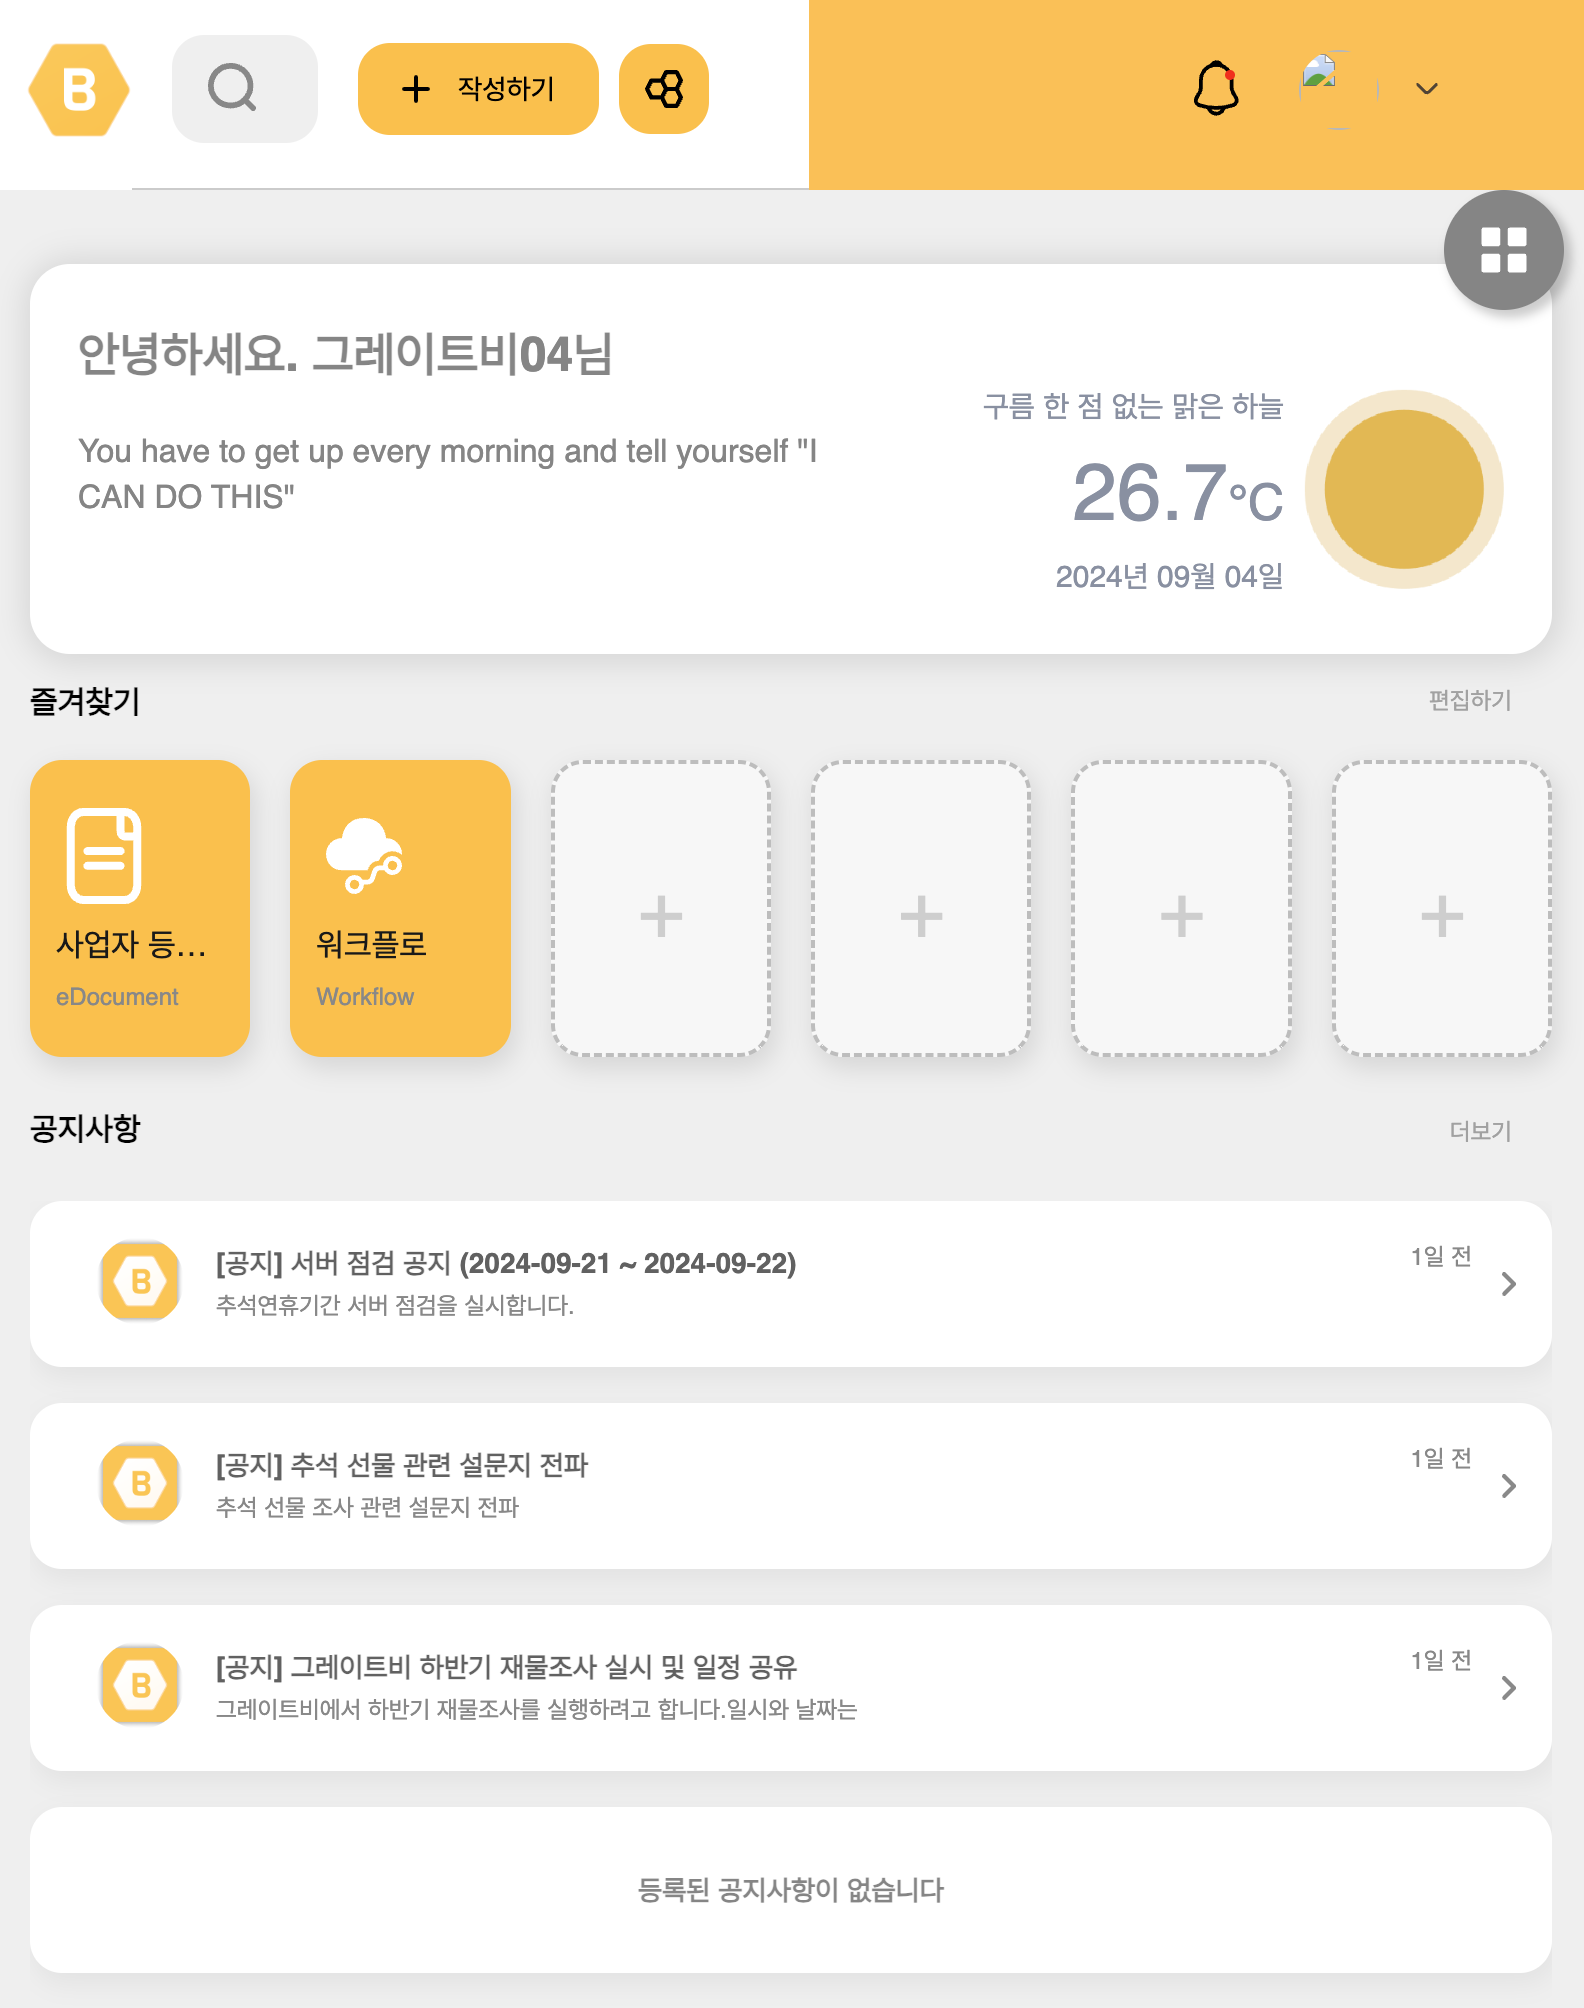 B
작성하기
안녕하세요. 그레이트비04님
You have to get up every morning and tell yourself "I
CAN DO THIS"
구름 한 점 없는 맑은 하늘
26.7°C
2024년 09월 04일
즐겨찾기
편집하기
사업자 등...
eDocument
워크플로
Workflow
공지사항
더보기
B
[공지] 서버 점검 공지 (2024-09-21 ~ 2024-09-22)
추석연휴기간 서버 점검을 실시합니다.
1일 전
B
[공지] 추석 선물 관련 설문지 전파
추석 선물 조사 관련 설문지 전파
1일 전
B
[공지] 그레이트비 하반기 재물조사 실시 및 일정 공유
그레이트비에서 하반기 재물조사를 실행하려고 합니다.일시와 날짜는
1일 전
등록된 공지사항이 없습니다